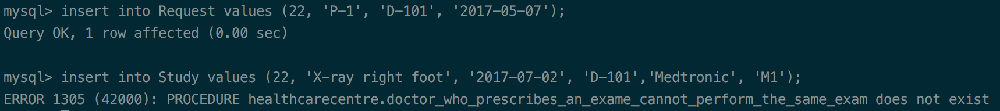 mysql> insert into Request values (22, 'P-1', 'D-101', '2017-05-07');
Query OK, 1 row affected (0.00 sec)
mysql> insert into Study values (22, 'X-ray right foot', '2017-07-02', 'D-101','Medtronic', 'M1');
ERROR 1305 (42000): PROCEDURE healthcarecentre.doctor_who_prescribes_an_exame_cannot_perform_the_same_exam does not exist